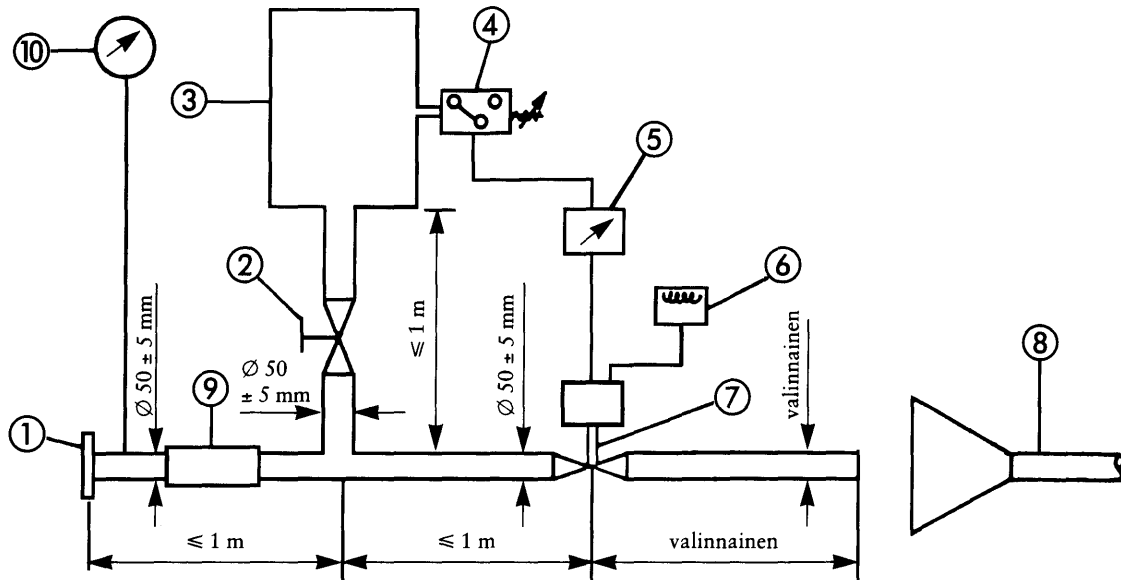 10
4
3
5
2
6
≤ 1 m
Ø 50 ± 5 mm
Ø 50 ± 5 mm
valinnainen
8
9
Ø 50
± 5 mm
7
1
≤ 1 m
≤ 1 m
valinnainen